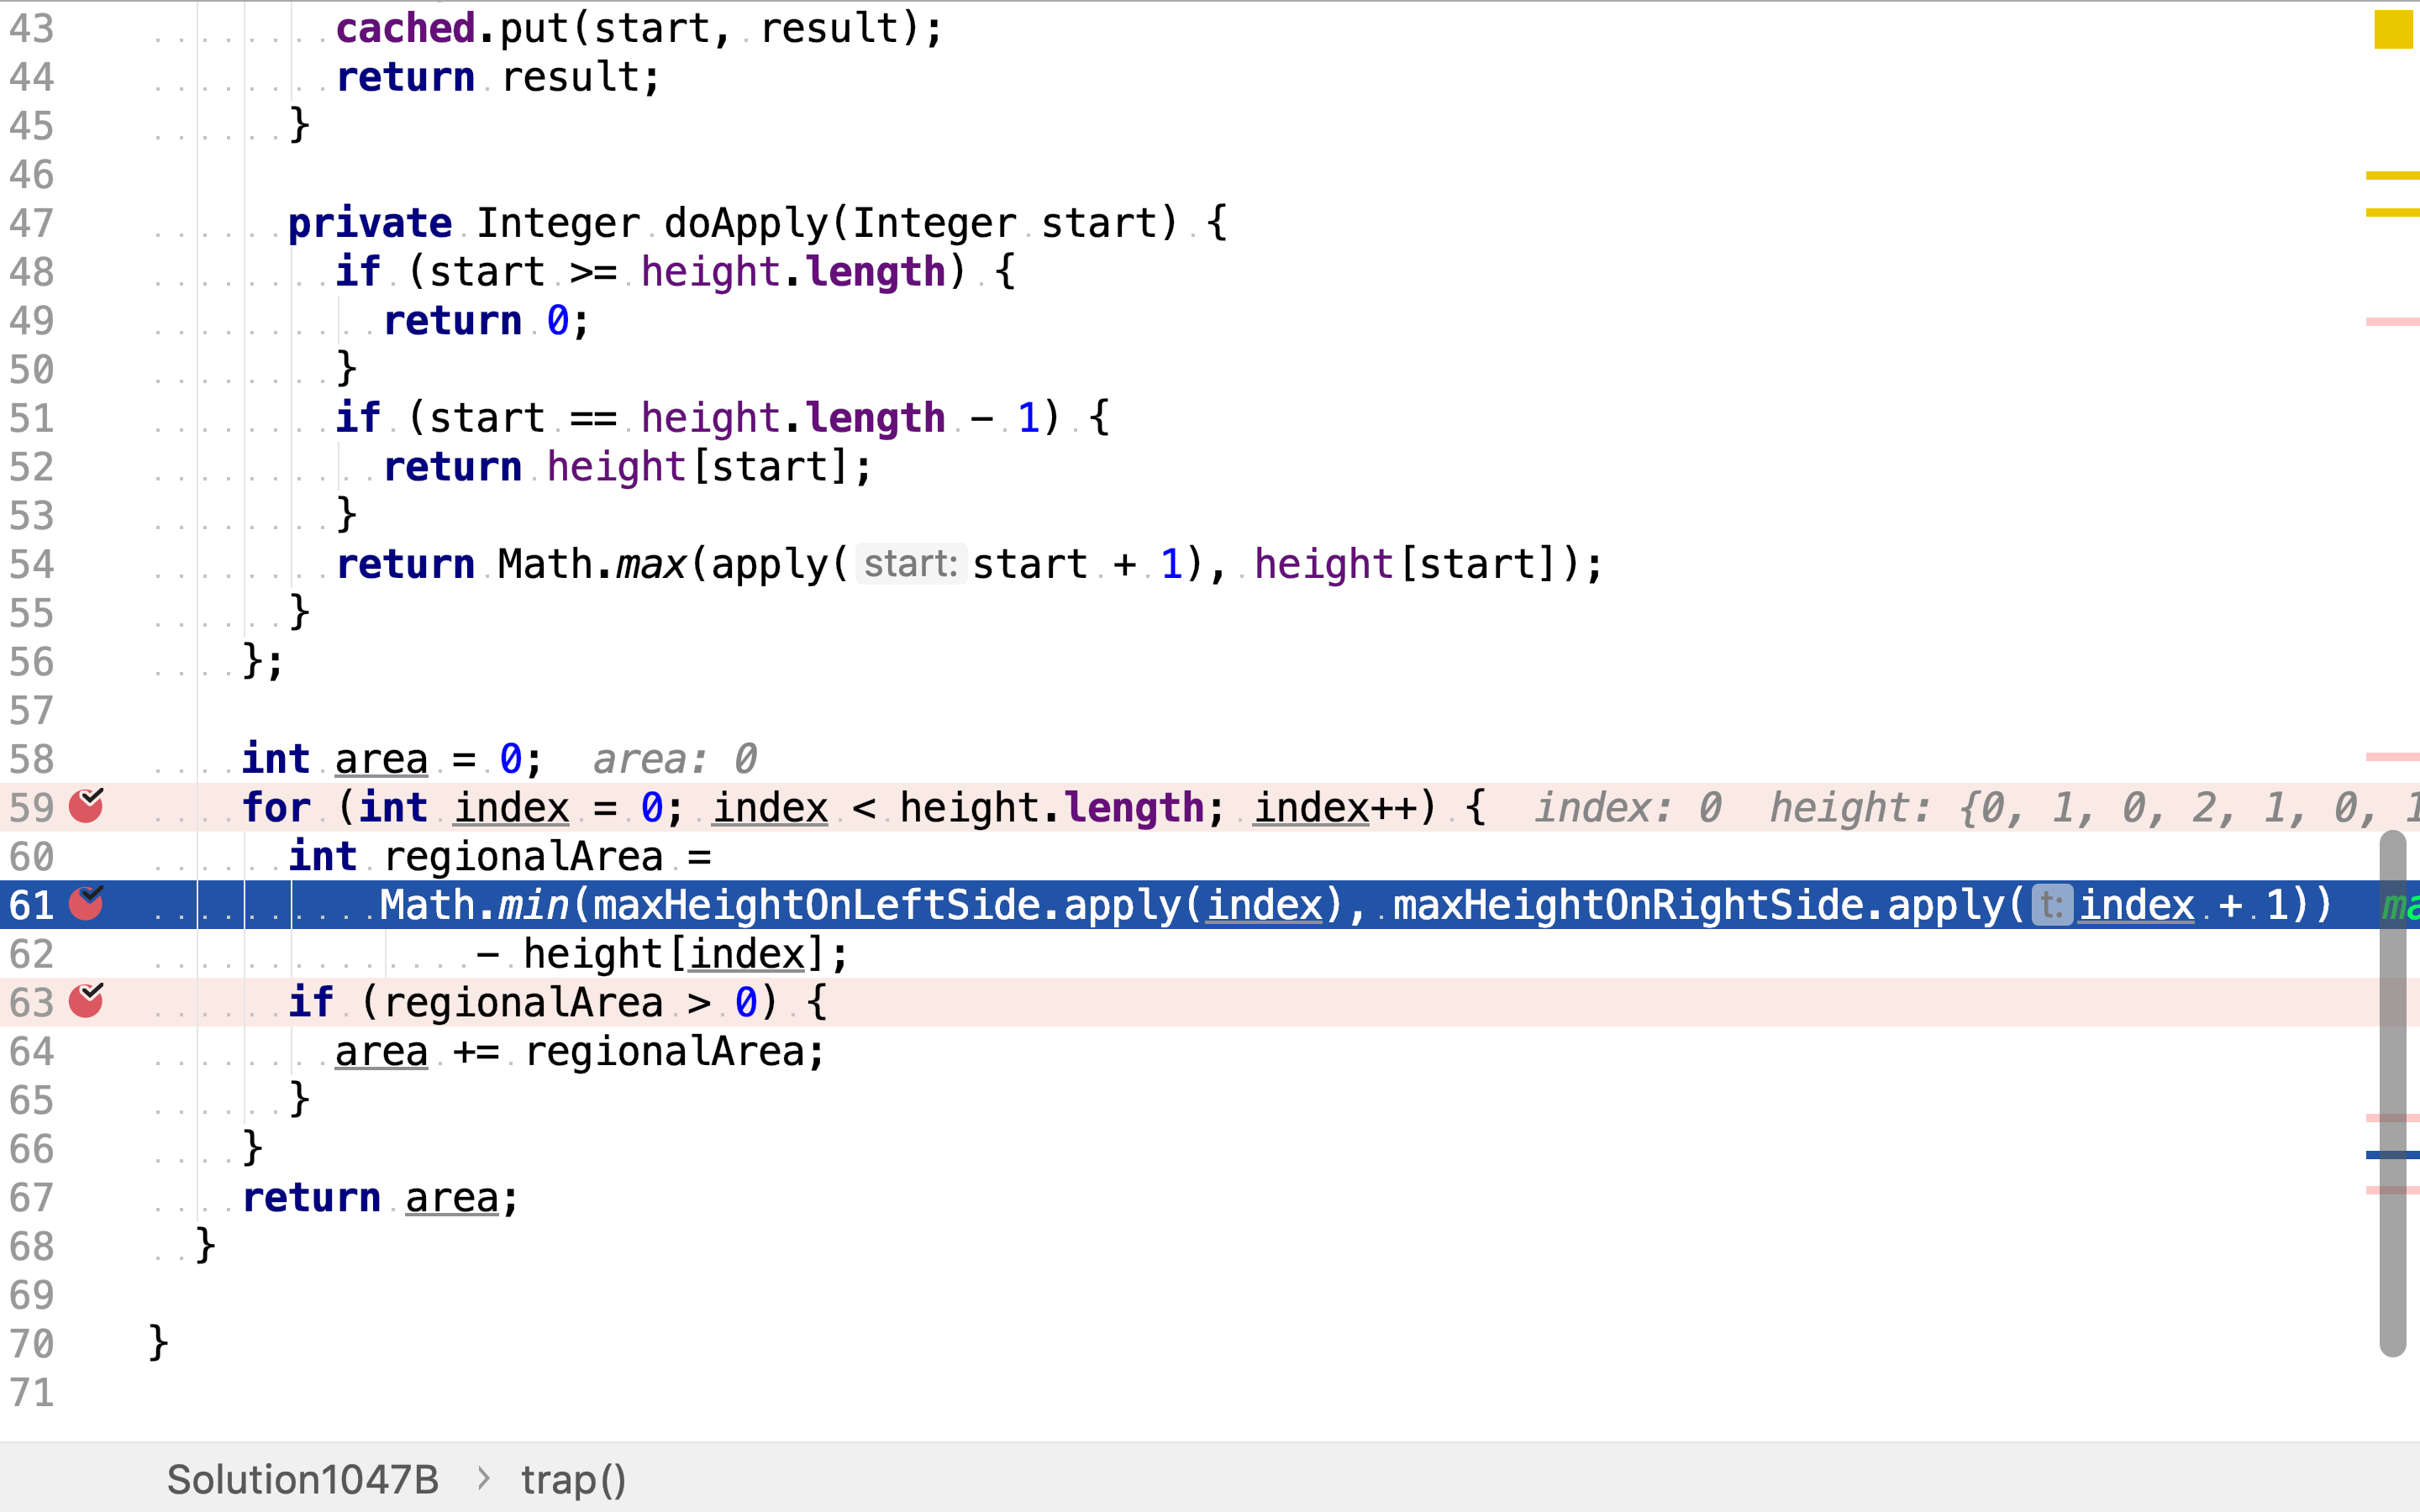 43 cached.put(start, result);
44 return result;
45 }
46
47 private Integer doApply(Integer start) {
48 if (start >= height.length) {
49 return 0;
50 }
51 if (start == height.length - 1) {
52 return height[start];
53 }
54 return Math.max(apply( start: start + 1), height[start]);
55 }
56 };
57
58 int area = 0; area: 0
59 for (int index = 0; index < height.length; index++) { index: 0 height: {0, 1, 0, 2, 1, 0, 1
60 int regionalArea =
61 Math.min(maxHeightOnLeftSide.apply(index), maxHeightOnRightSide.apply( t: index + 1)) ma
62 - height[index];
63 if (regionalArea > 0) {
64 area += regionalArea;
65 }
66 }
67 return area;
68 }
69
70 }
71
Solution1047B > trap()